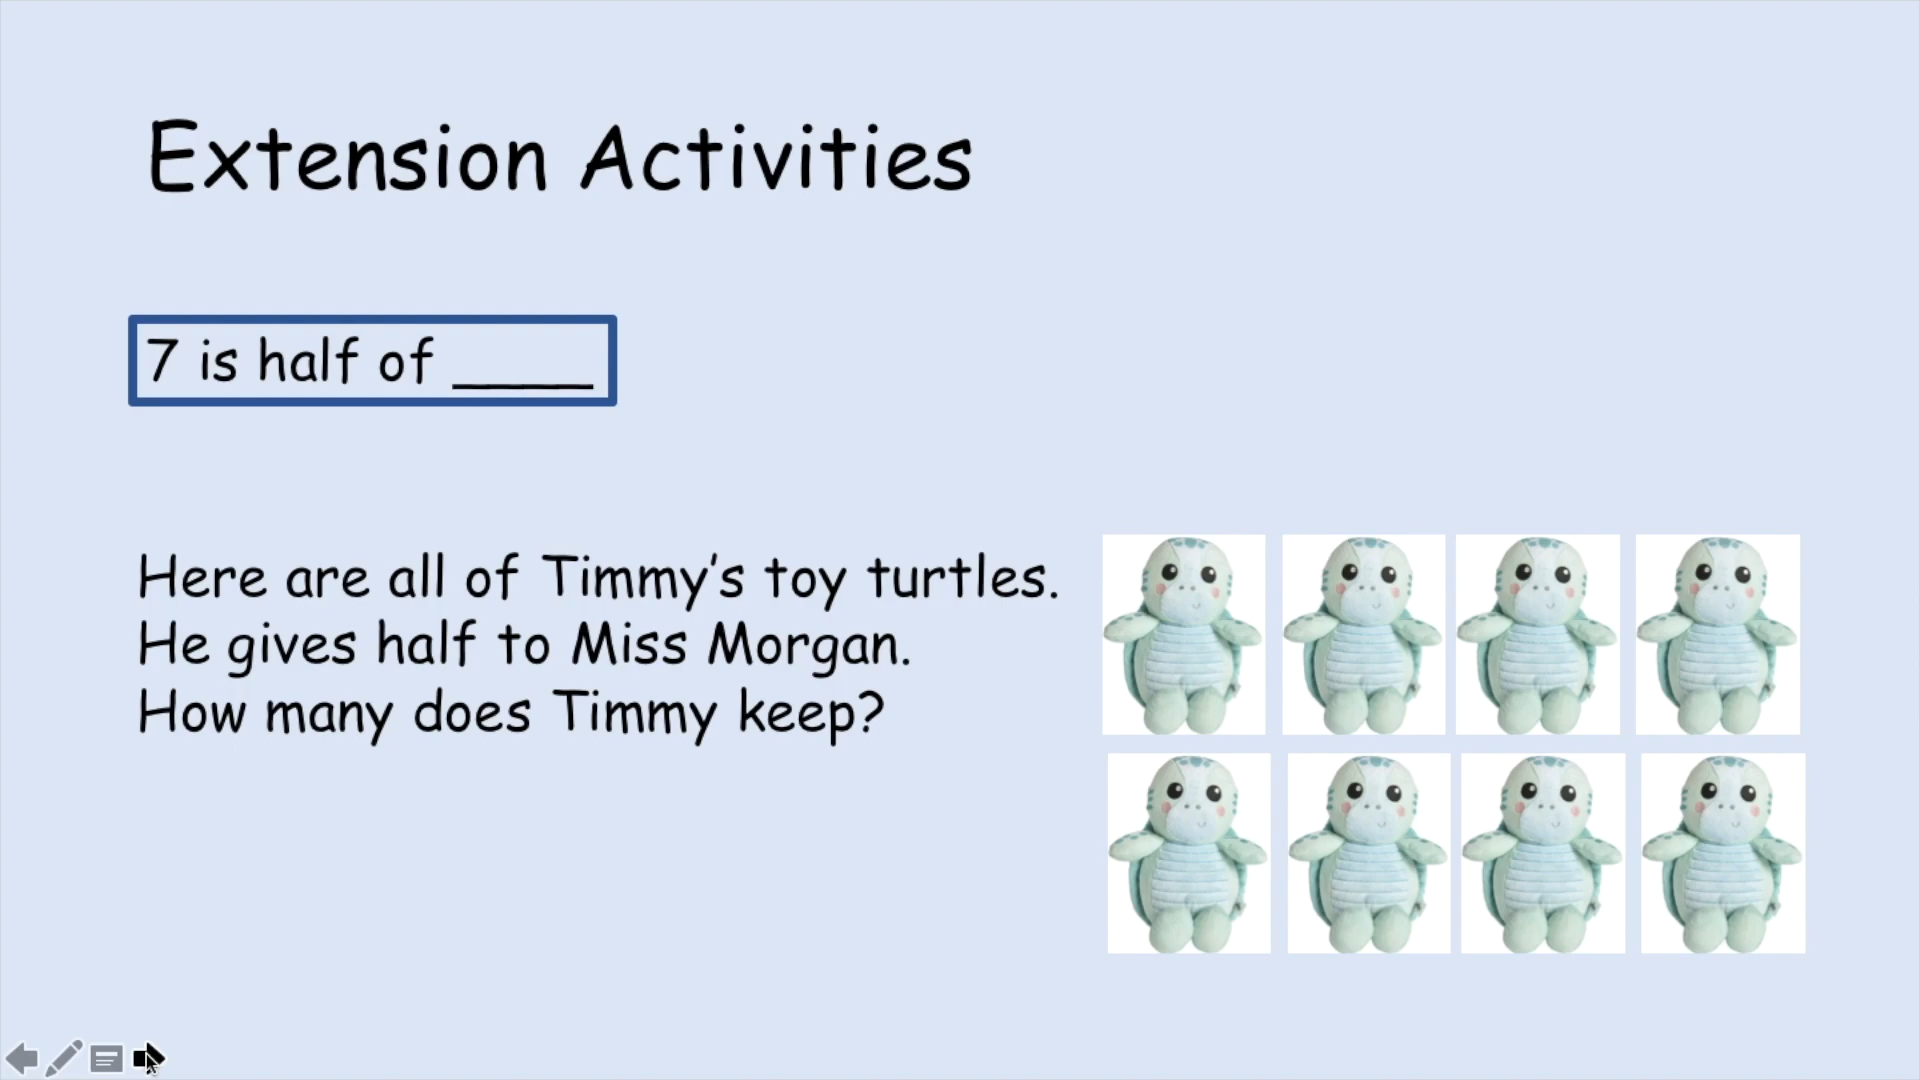 Extension Activities
7 is half of _____
Here are all of Timmy's toy turtles.
He gives half to Miss Morgan.
How many does Timmy keep?